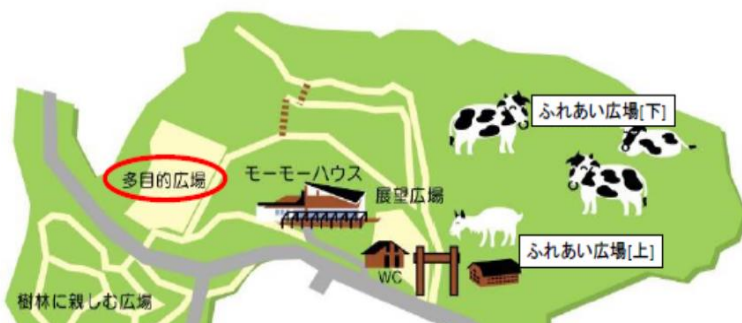 ふれあい広場[下]
多目的広場
モーモーハウス
展望広場
ふれあい広場[上]
WC
樹林に親しむ広場